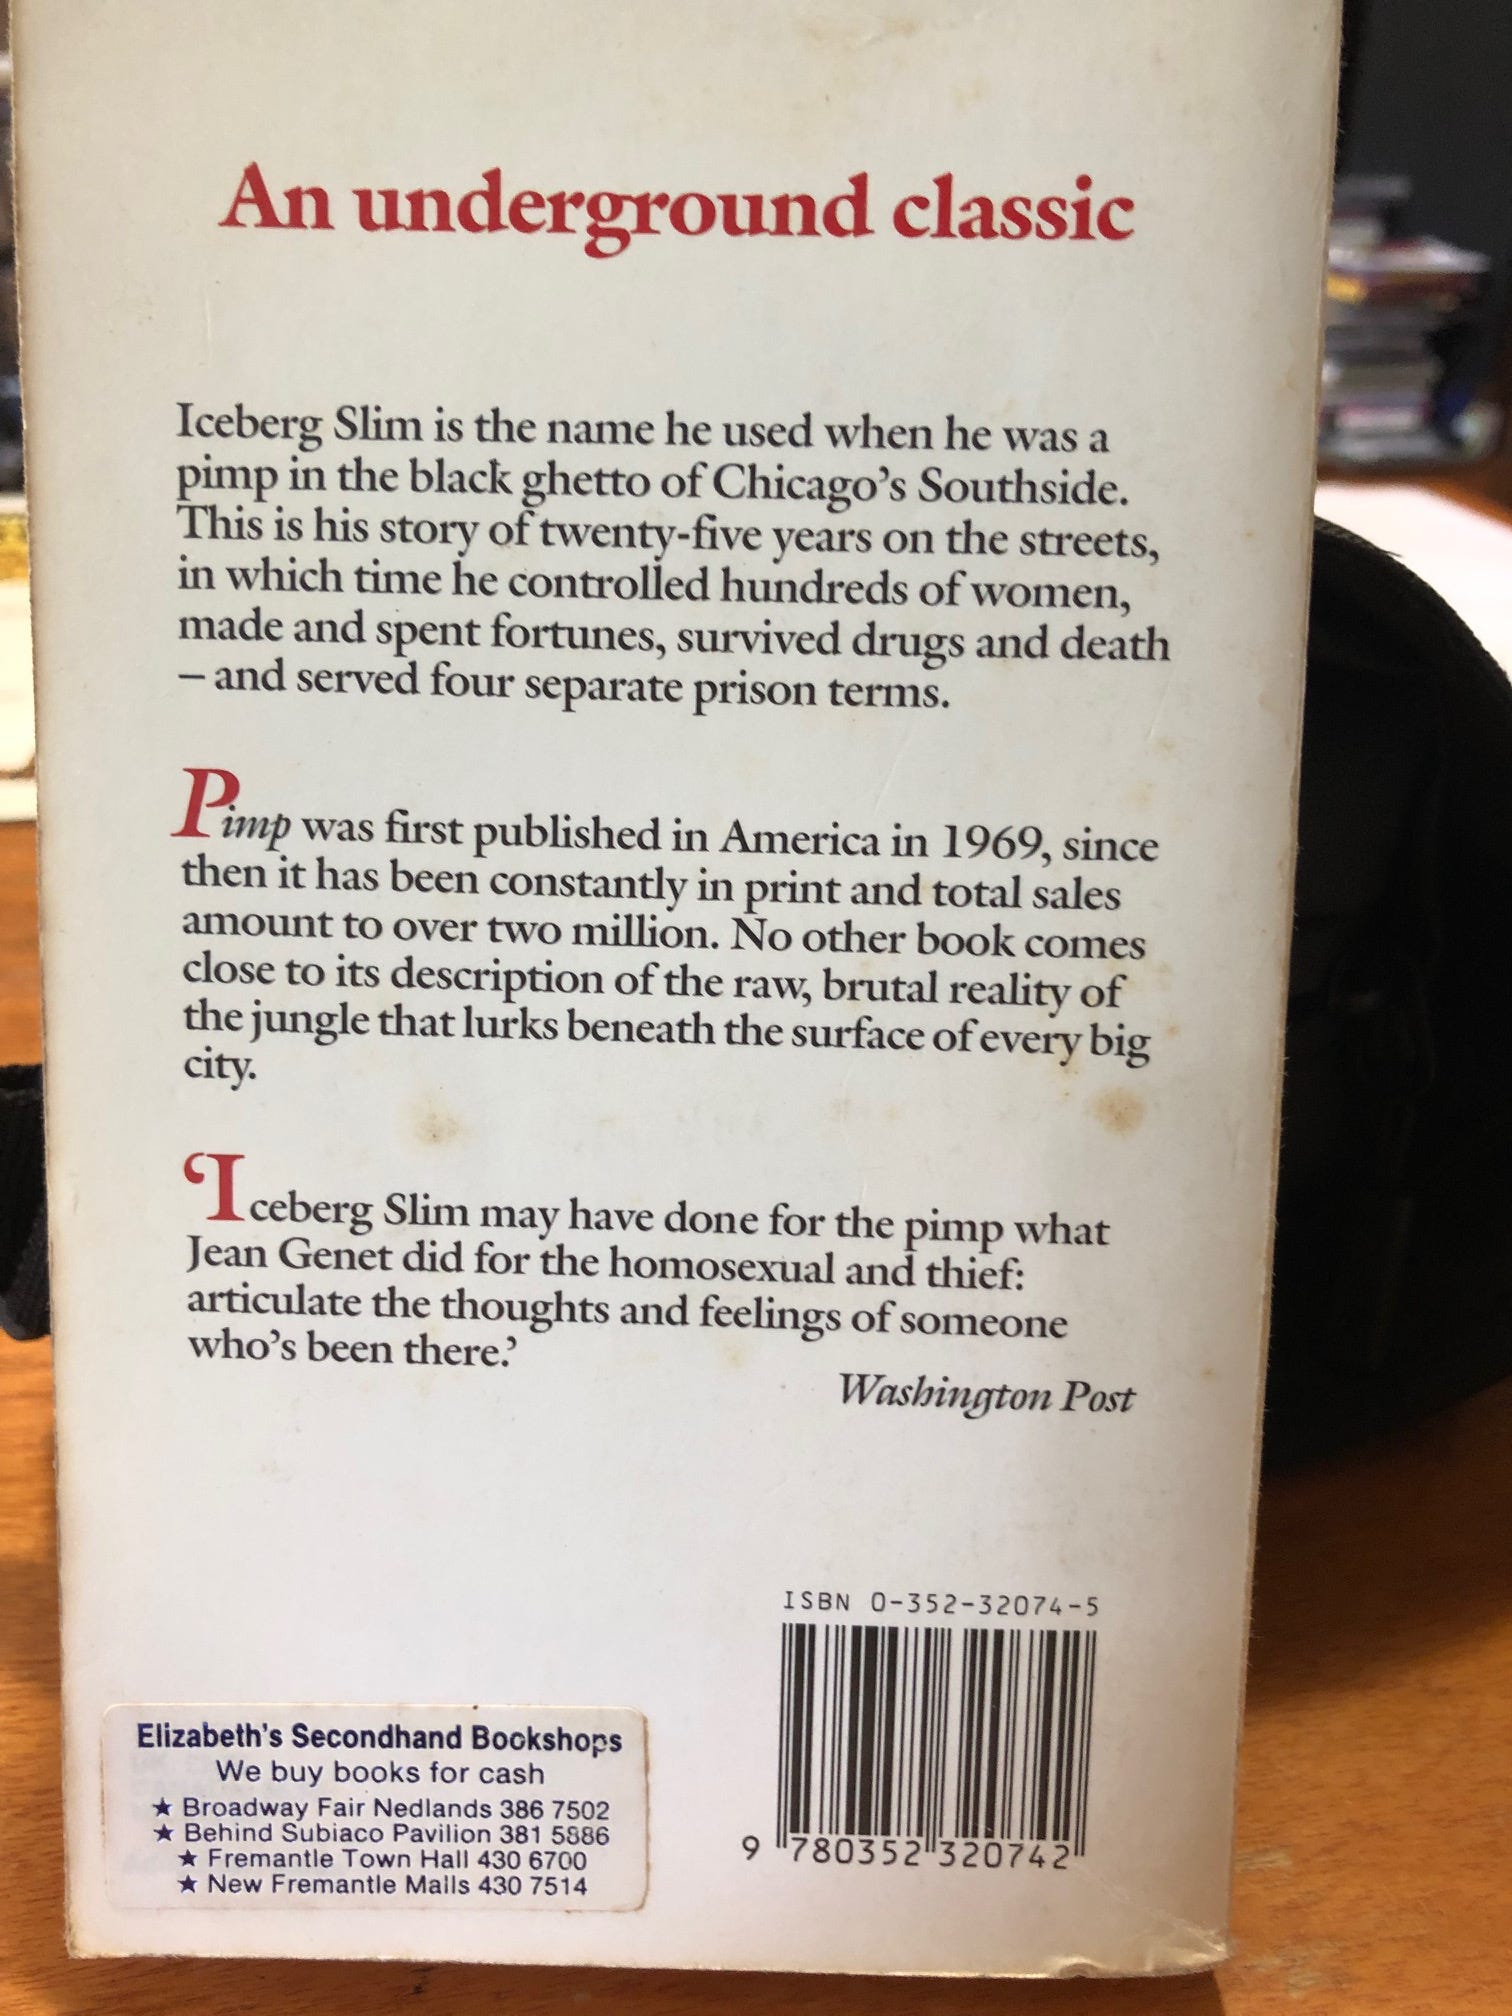 An underground classic
Iceberg Slim is the name he used when he was a
pimp in the black ghetto of Chicago's Southside.
This is his story of twenty-five years on the streets,
in which time he controlled hundreds of women,
made and spent fortunes, survived drugs and death
– and served four separate prison terms.
Pimp was first published in America in 1969, since
then it has been constantly in print and total sales
amount to over two million. No other book comes
close to its description of the raw, brutal reality of
the jungle that lurks beneath the surface of every big
city.
‘Iceberg Slim may have done for the pimp what
Jean Genet did for the homosexual and thief:
articulate the thoughts and feelings of someone
who's been there.’
Washington Post
ISBN 0-352-32074-5
9 780352 320742
Elizabeth's Secondhand Bookshops
We buy books for cash
★ Broadway Fair Nedlands 386 7502
★ Behind Subiaco Pavilion 381 5886
★ Fremantle Town Hall 430 6700
★ New Fremantle Malls 430 7514